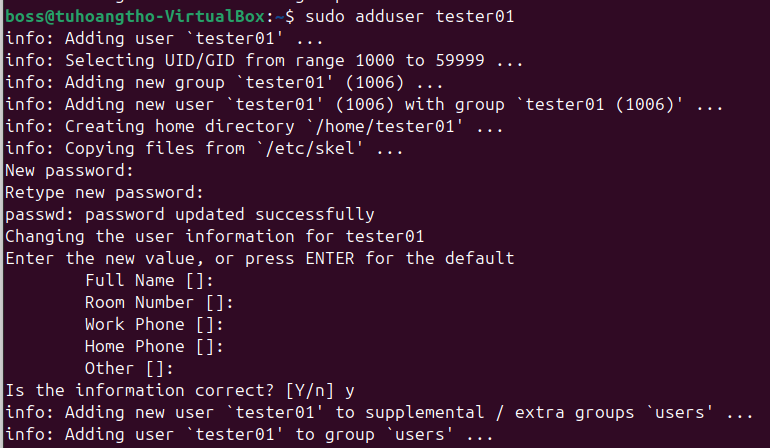 boss@tuhoangtho-VirtualBox:~$ sudo adduser tester01
info: Adding user `tester01' ...
info: Selecting UID/GID from range 1000 to 59999 ...
info: Adding new group `tester01' (1006) ...
info: Adding new user `tester01' (1006) with group `tester01 (1006)' ...
info: Creating home directory `/home/tester01' ...
info: Copying files from `/etc/skel' ...
New password:
Retype new password:
passwd: password updated successfully
Changing the user information for tester01
Enter the new value, or press ENTER for the default
        Full Name []:
        Room Number []:
        Work Phone []:
        Home Phone []:
        Other []:
Is the information correct? [Y/n] y
info: Adding new user `tester01' to supplemental / extra groups `users' ...
info: Adding user `tester01' to group `users' ...